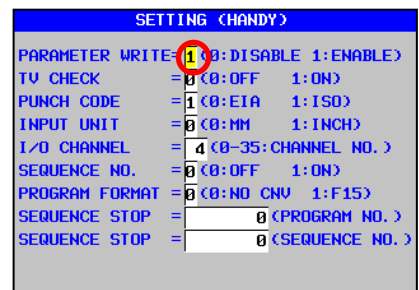 SETTING (HANDY)
PARAMETER WRITE=1(0:DISABLE 1:ENABLE)
TV CHECK =0(0:OFF 1:ON)
PUNCH CODE =1(0:EIA 1:ISO)
INPUT UNIT =0(0:MM 1:INCH)
I/O CHANNEL = 4(0-35:CHANNEL NO.)
SEQUENCE NO. =0(0:OFF 1:ON)
PROGRAM FORMAT =0(0:NO CNV 1:F15)
SEQUENCE STOP = 0(PROGRAM NO.)
SEQUENCE STOP = 0(SEQUENCE NO.)